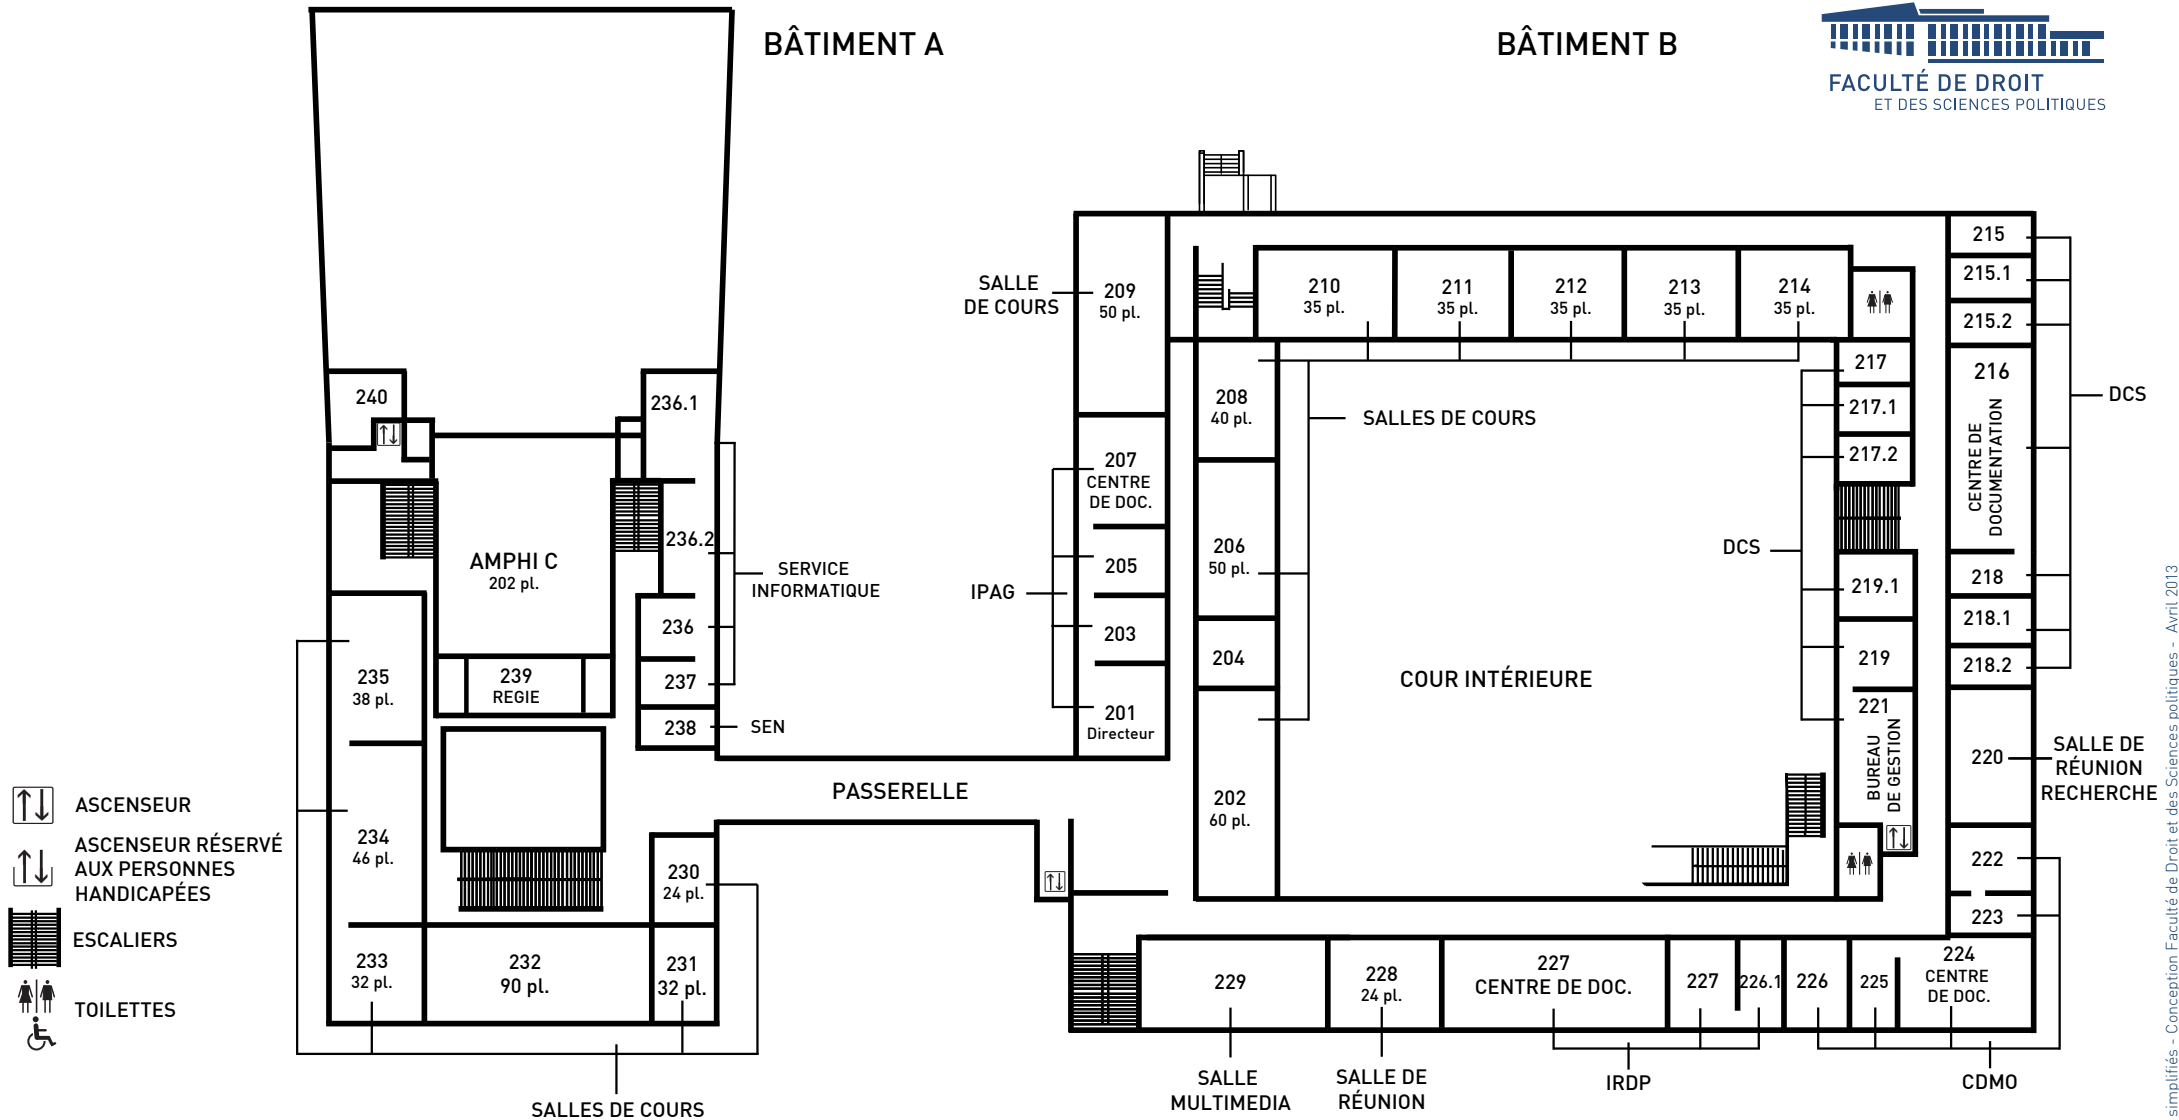 BÂTIMENT A
BÂTIMENT B
FACULTÉ DE DROIT
ET DES SCIENCES POLITIQUES
240
236.1
236.2
AMPHI C
202 pl.
SERVICE
INFORMATIQUE
236
237
238
SEN
239
REGIE
235
38 pl.
234
46 pl.
230
24 pl.
233
32 pl.
232
90 pl.
231
32 pl.
SALLES DE COURS
PASSERELLE
ASCENSEUR
ASCENSEUR RÉSERVÉ
AUX PERSONNES
HANDICAPÉES
ESCALIERS
TOILETTES
SALLE
DE COURS
209
50 pl.
207
CENTRE
DE DOC.
205
203
201
Directeur
IPAG
210
35 pl.
211
35 pl.
212
35 pl.
213
35 pl.
214
35 pl.
208
40 pl.
206
50 pl.
204
202
60 pl.
SALLES DE COURS
COUR INTÉRIEURE
217
217.1
217.2
DCS
219.1
219
221
BUREAU
DE GESTION
215
215.1
215.2
216
CENTRE DE
DOCUMENTATION
218
218.1
218.2
DCS
220
SALLE DE
RÉUNION
RECHERCHE
222
223
224
CENTRE
DE DOC.
225
226
226.1
227
227
CENTRE DE DOC.
228
24 pl.
229
SALLE
MULTIMEDIA
SALLE DE
RÉUNION
IRDP
CDMO
simplifiés - Conception Faculté de Droit et des Sciences politiques - Avril 2013